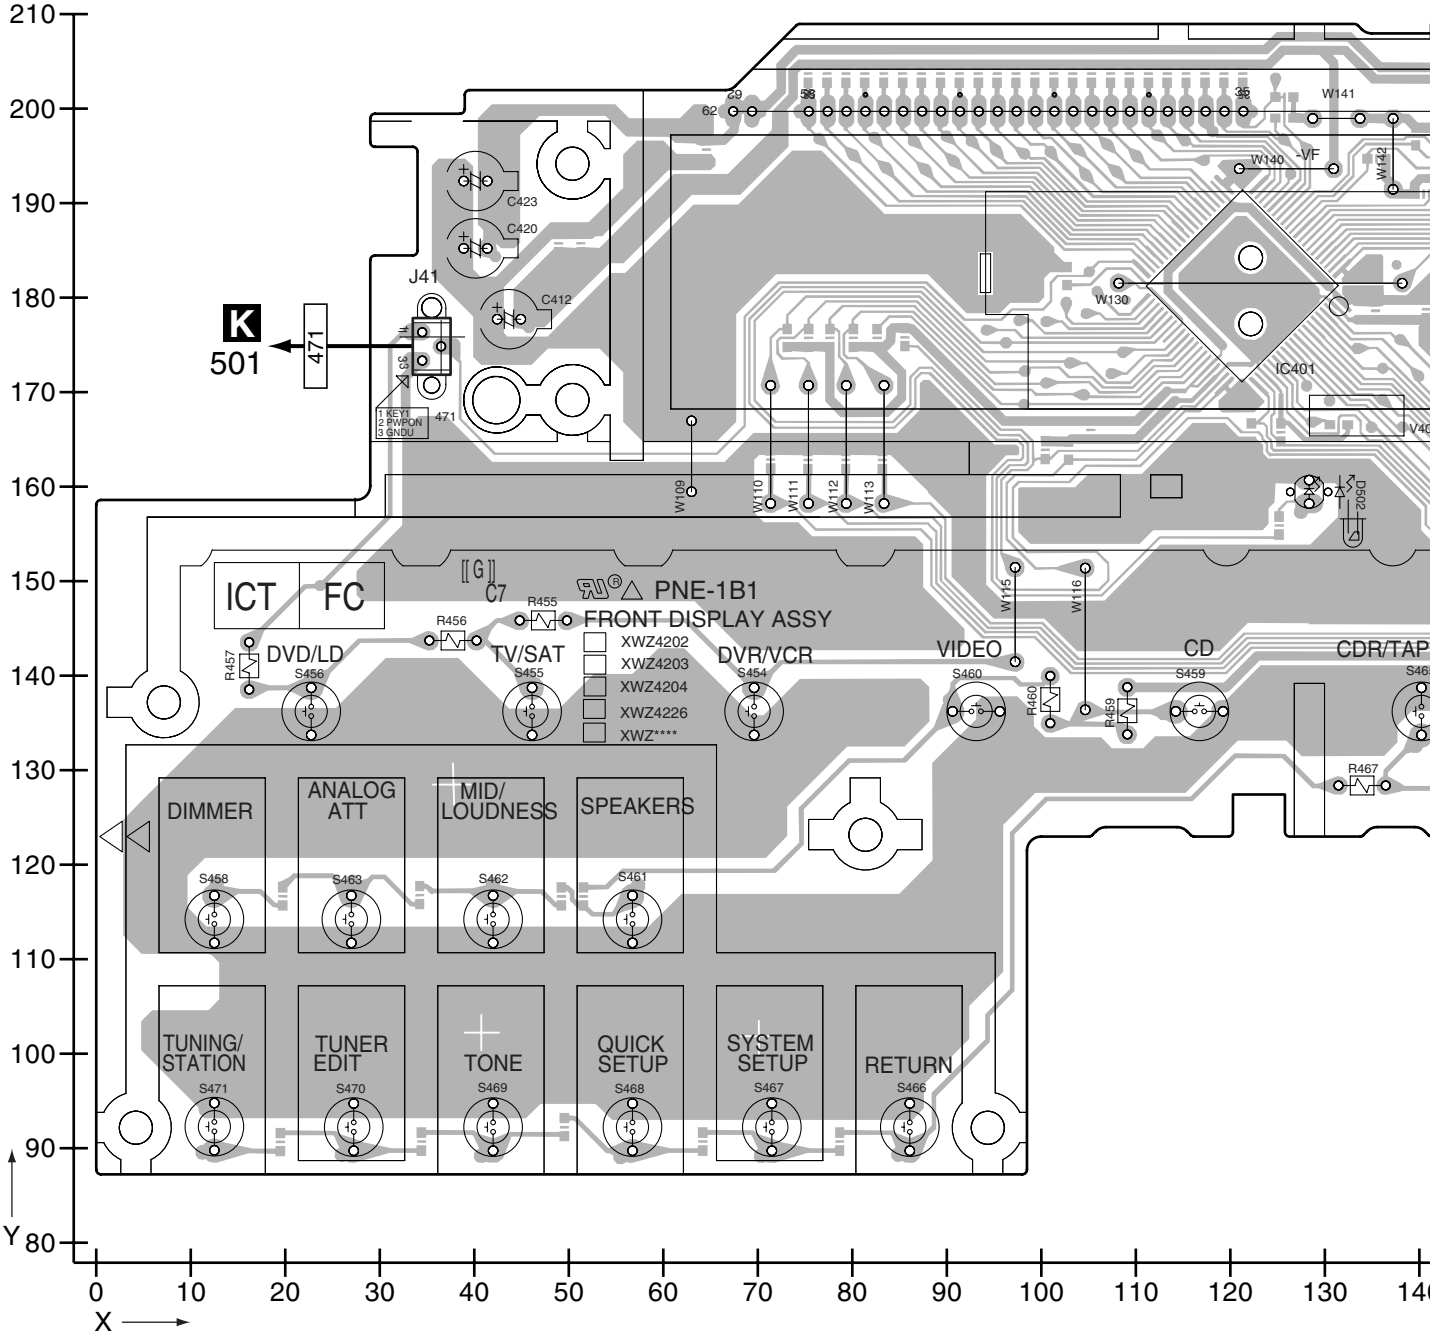 210
200
190
180
170
160
150
140
130
120
110
100
90
80
Y
0 10 20 30 40 50 60 70 80 90 100 110 120 130 140
X
62
62
58
35
W141
W140
-VF
W142
C423
C420
C412
J41
K
501
471
11
33
1 KEY1
2 PWPON
3 GNDU
471
W130
IC401
V40
W109
W110
W111
W112
W113
D502
W115
W116
ICT FC
[[G]]
C7
R ® PNE-1B1
FRONT DISPLAY ASSY
XWZ4202
XWZ4203
XWZ4204
XWZ4226
XWZ****
R455
R456
R457
DVD/LD
S456
TV/SAT
S455
DVR/VCR
S454
VIDEO
S460
R460
R459
CD
S459
CDR/TAP
S465
R467
DIMMER
ANALOG
ATT
MID/
LOUDNESS
SPEAKERS
S458
S463
S462
S461
TUNING/
STATION
TUNER
EDIT
TONE
QUICK
SETUP
SYSTEM
SETUP
RETURN
S471
S470
S469
S468
S467
S466